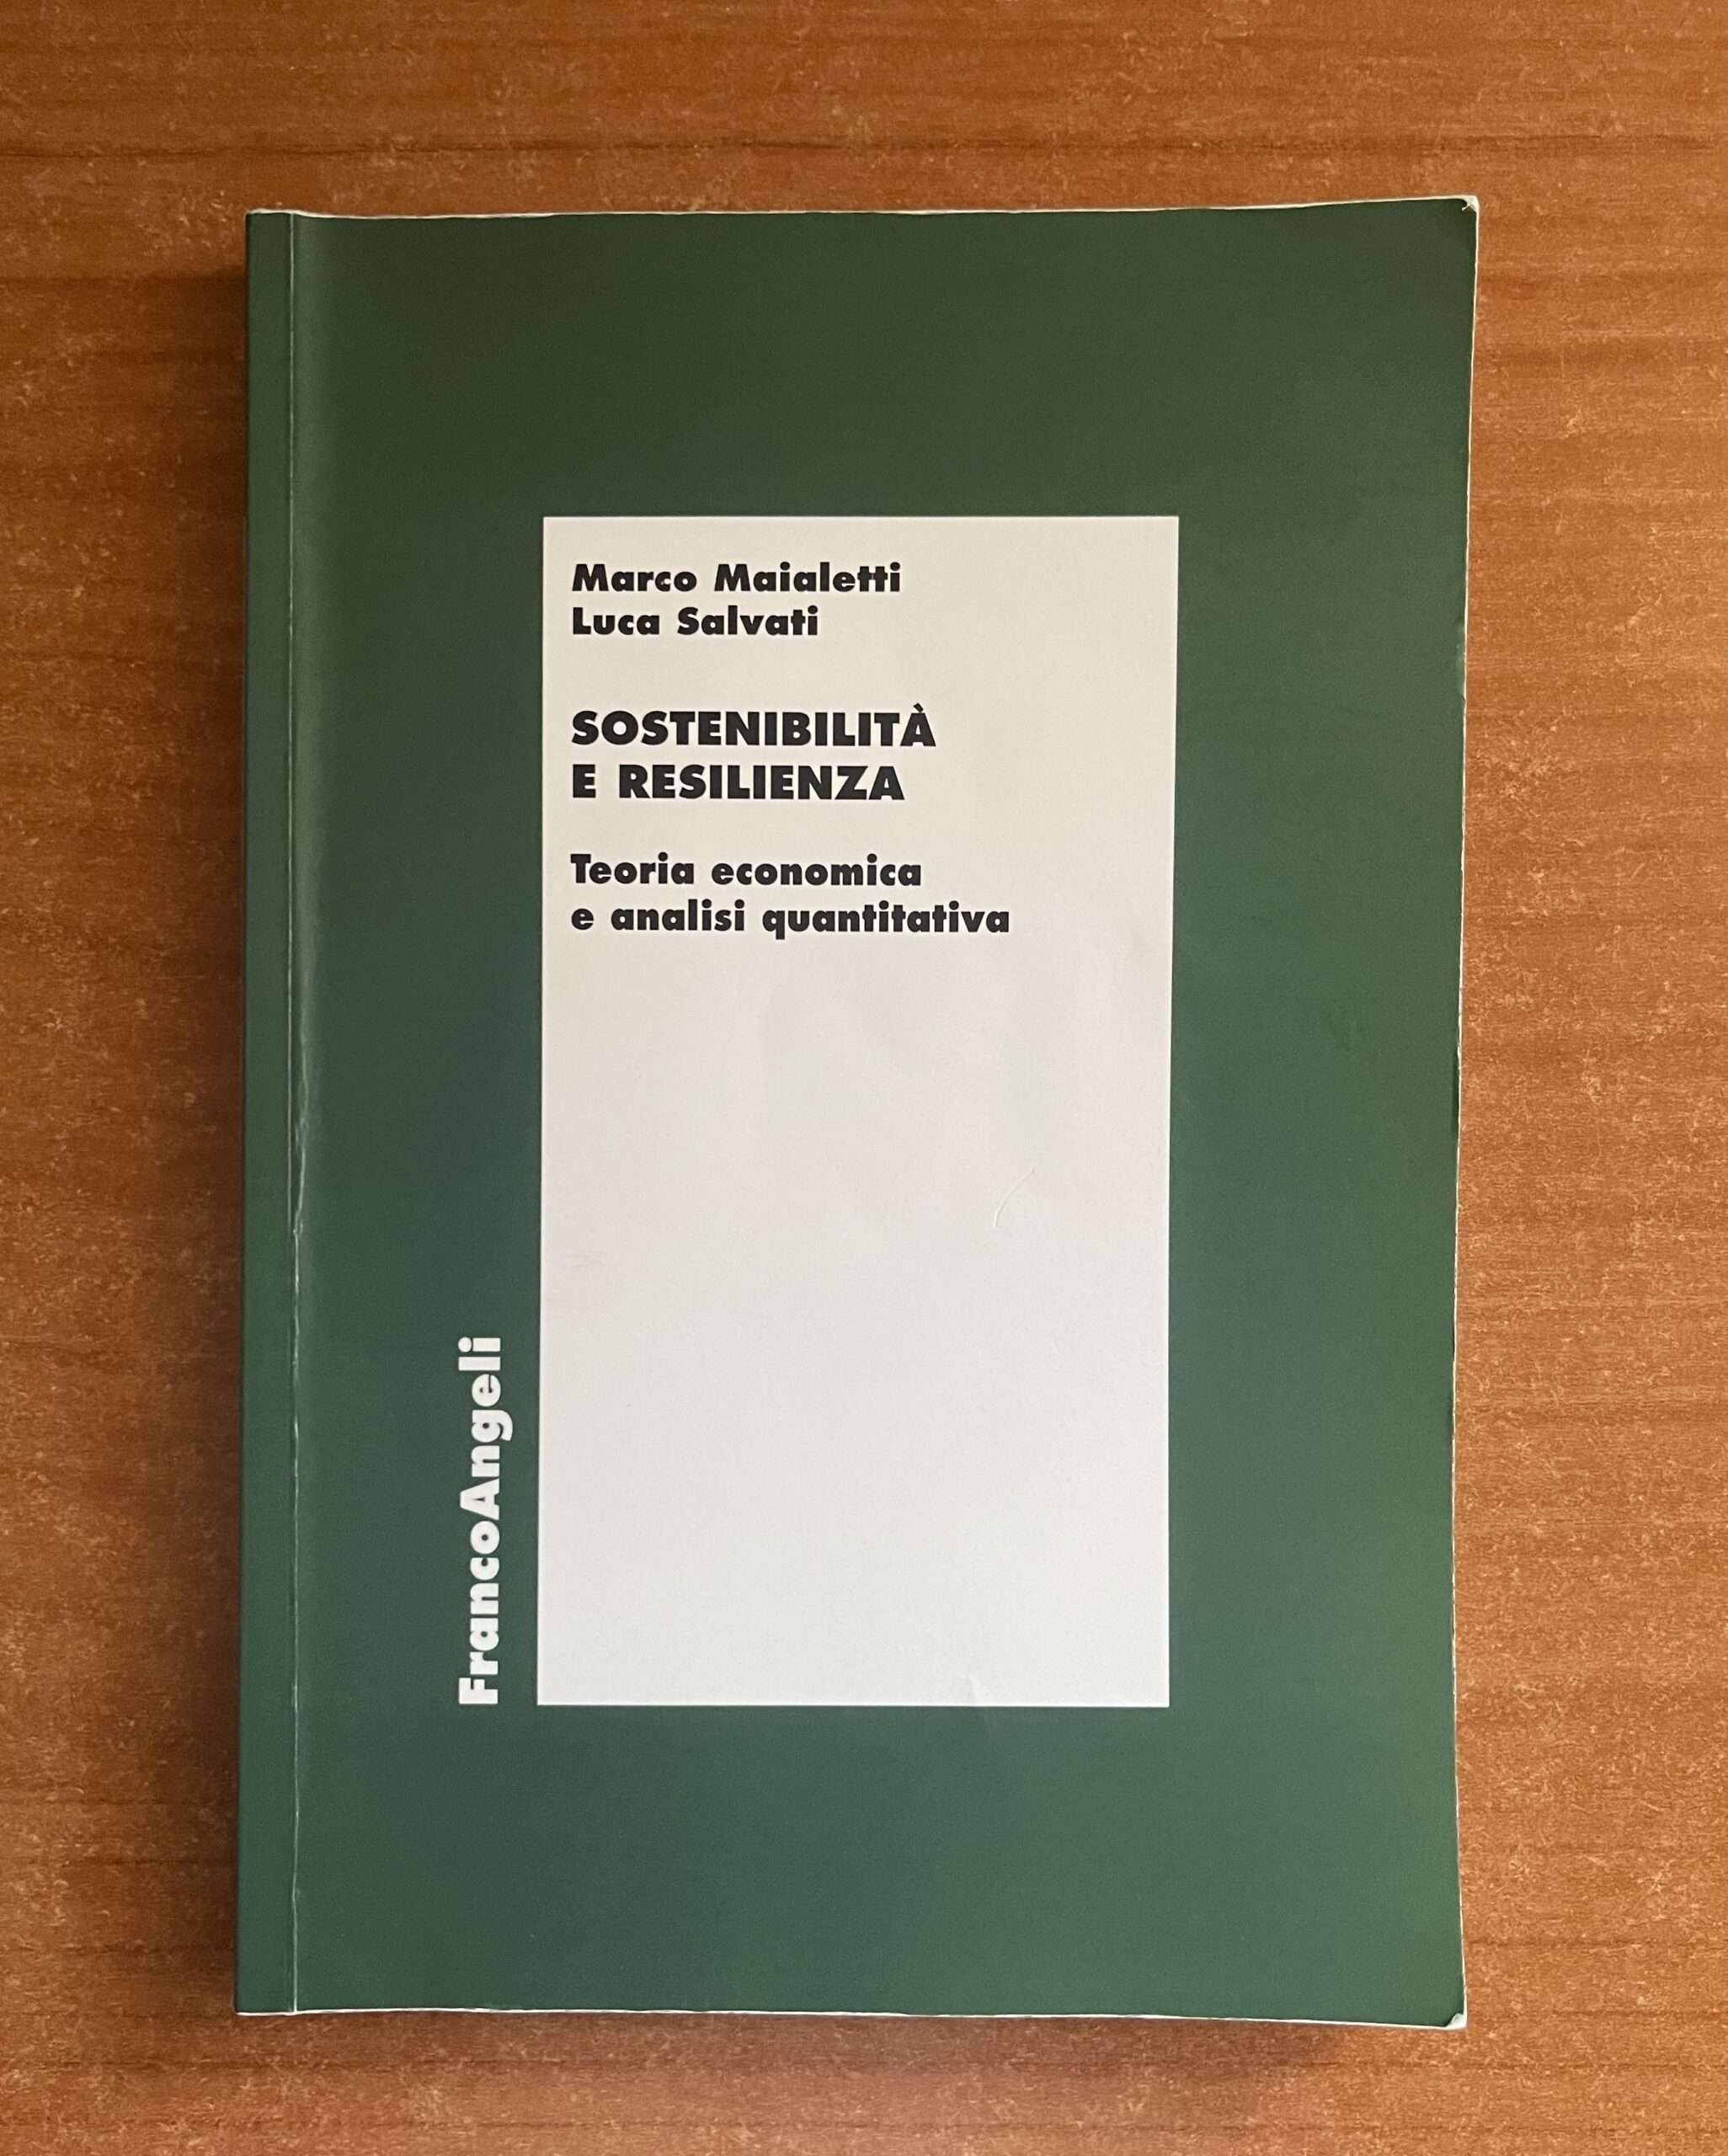 Marco Maialetti
Luca Salvati
SOSTENIBILITÀ
E RESILIENZA
Teoria economica
e analisi quantitativa
FrancoAngeli